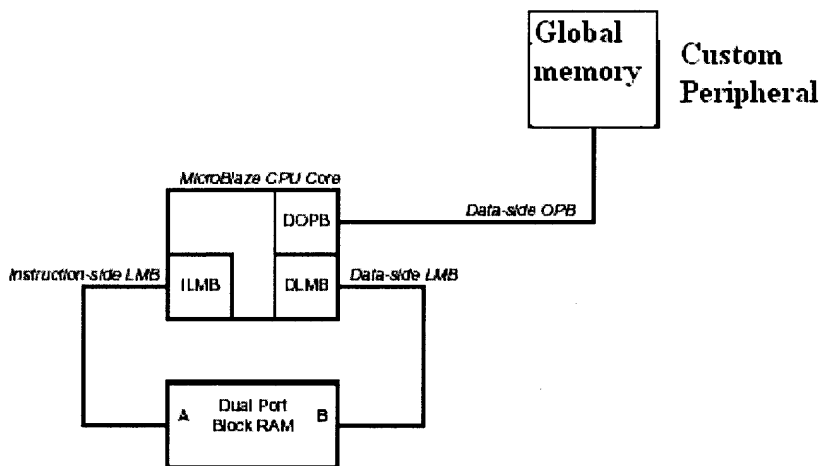 Global
memory
Custom
Peripheral
MicroBlaze CPU Core
DOPB
Data-side OPB
Instruction-side LMB
ILMB
DLMB
Data-side LMB
A
Dual Port
Block RAM
B